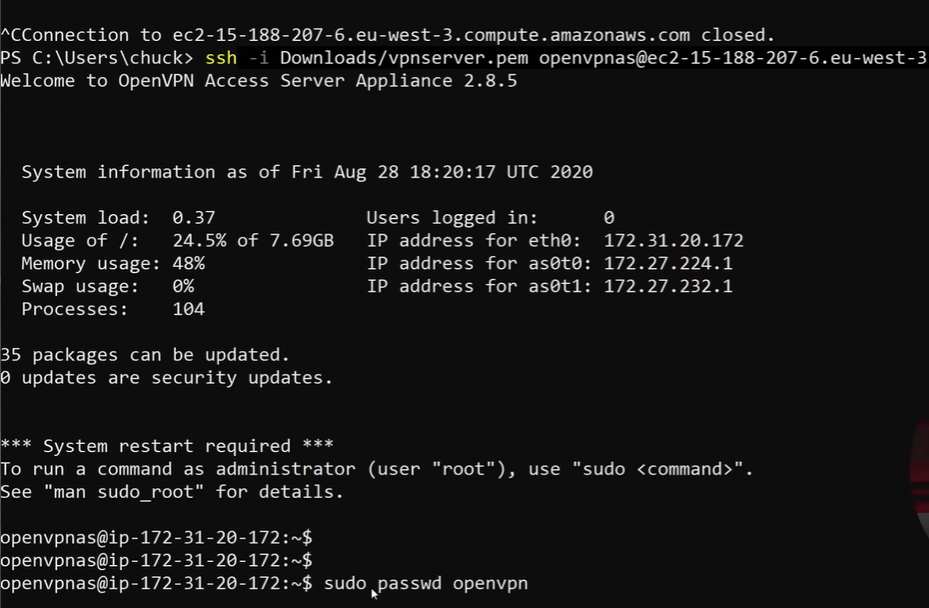 ^CConnection to ec2-15-188-207-6.eu-west-3.compute.amazonaws.com closed.
PS C:\Users\chuck> ssh -i Downloads/vpnserver.pem openvpnas@ec2-15-188-207-6.eu-west-3
Welcome to OpenVPN Access Server Appliance 2.8.5
System information as of Fri Aug 28 18:20:17 UTC 2020
System load: 0.37 Users logged in: 0
Usage of /: 24.5% of 7.69GB IP address for eth0: 172.31.20.172
Memory usage: 48% IP address for as0t0: 172.27.224.1
Swap usage: 0% IP address for as0t1: 172.27.232.1
Processes: 104
35 packages can be updated.
0 updates are security updates.
*** System restart required ***
To run a command as administrator (user "root"), use "sudo <command>".
See "man sudo_root" for details.
openvpnas@ip-172-31-20-172:~$
openvpnas@ip-172-31-20-172:~$
openvpnas@ip-172-31-20-172:~$ sudo passwd openvpn